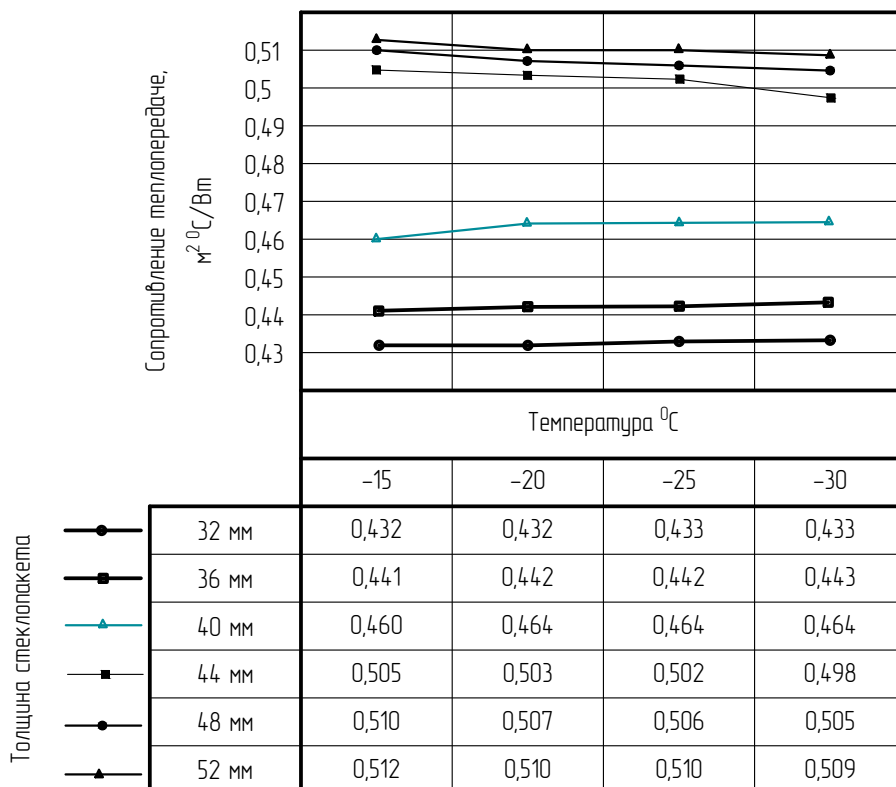 Сопротивление теплопередаче,
м² ⁰С/Вт
0,51
0,5
0,49
0,48
0,47
0,46
0,45
0,44
0,43
Температура ⁰С
-15 -20 -25 -30
Толщина стеклопакета
32 мм 0,432 0,432 0,433 0,433
36 мм 0,441 0,442 0,442 0,443
40 мм 0,460 0,464 0,464 0,464
44 мм 0,505 0,503 0,502 0,498
48 мм 0,510 0,507 0,506 0,505
52 мм 0,512 0,510 0,510 0,509